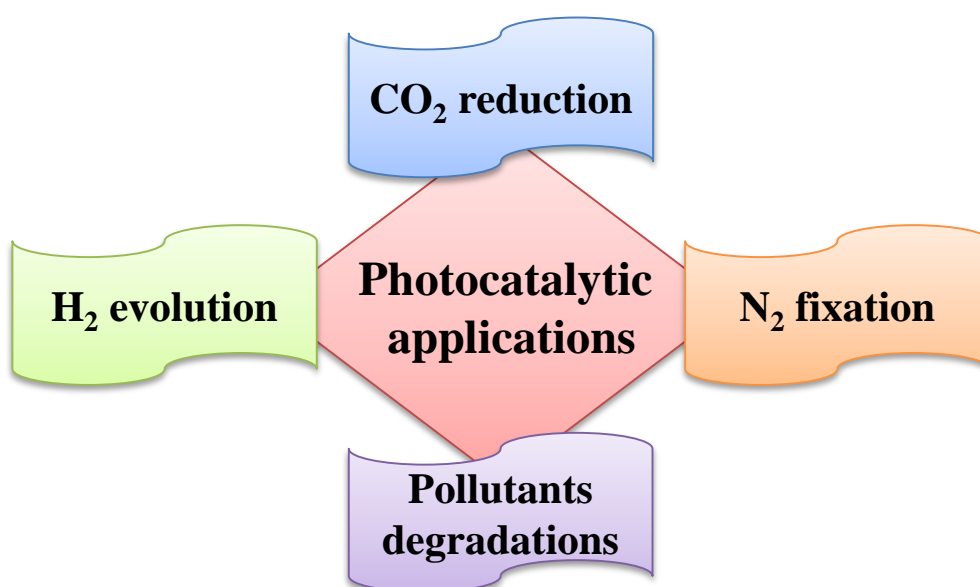 CO₂ reduction
H₂ evolution
Photocatalytic
applications
N₂ fixation
Pollutants
degradations